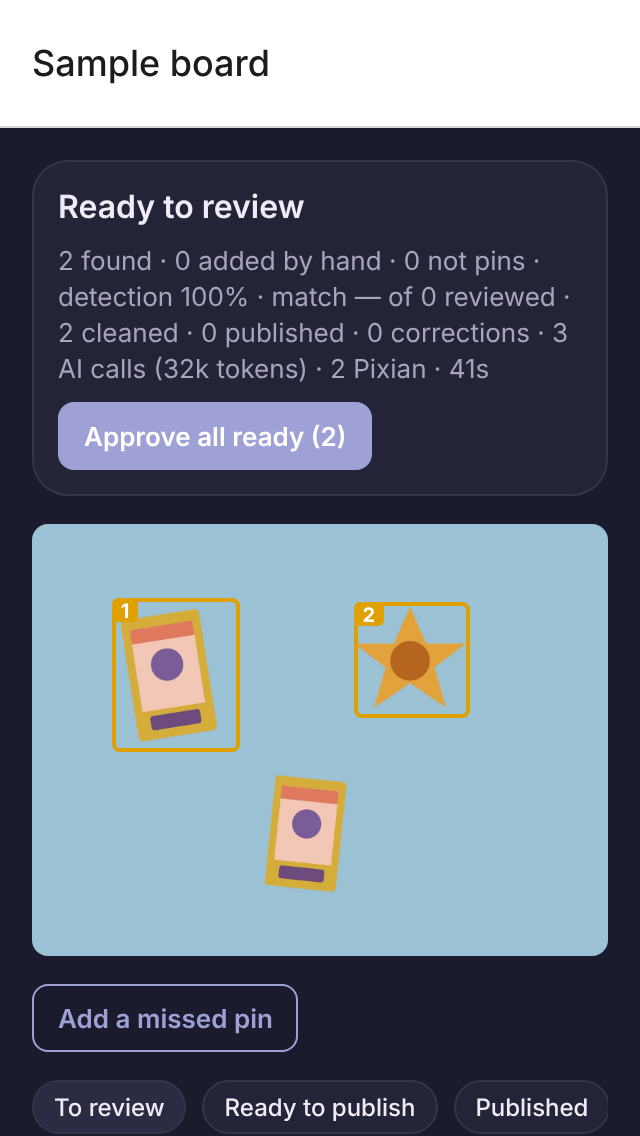 Sample board
Ready to review
2 found · 0 added by hand · 0 not pins ·
detection 100% · match — of 0 reviewed ·
2 cleaned · 0 published · 0 corrections · 3
AI calls (32k tokens) · 2 Pixian · 41s
Approve all ready (2)
1
2
Add a missed pin
To review
Ready to publish
Published